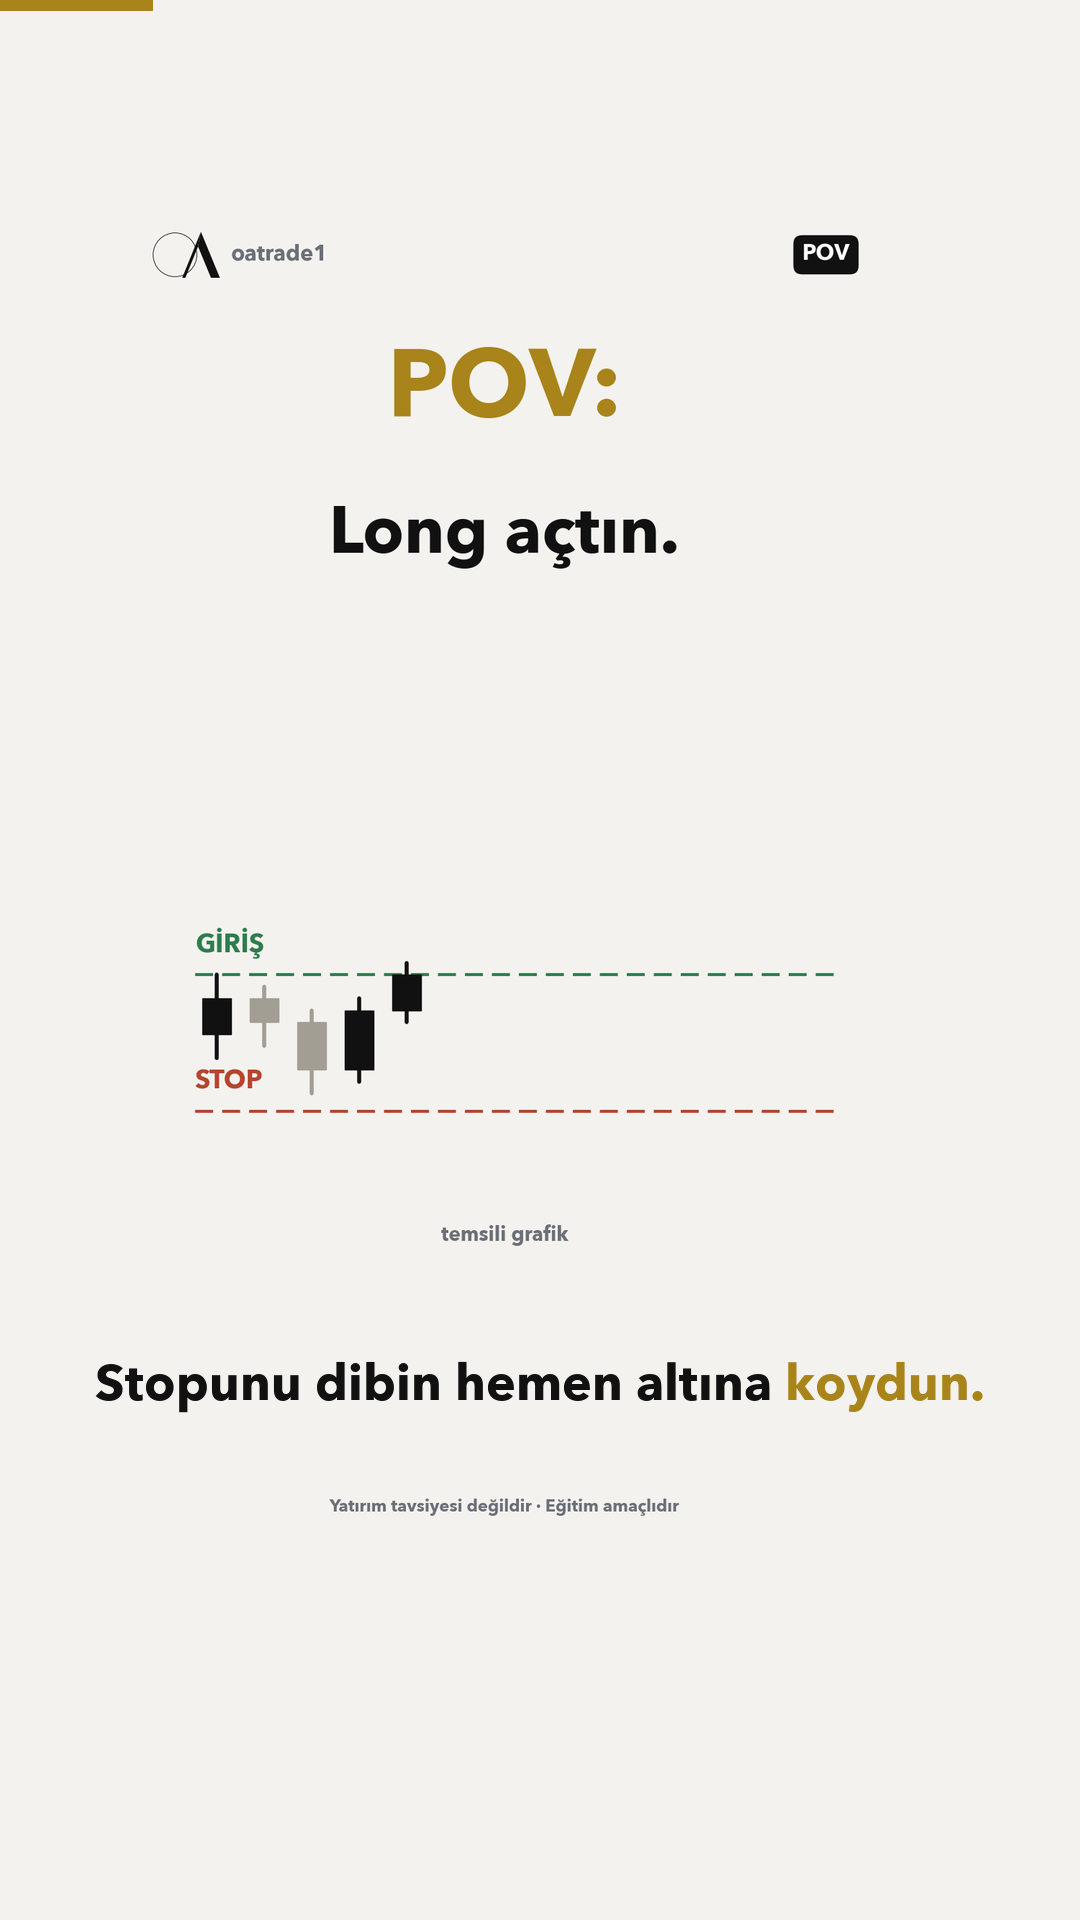 oatrade1
POV
POV:
Long açtın.
GİRİŞ
STOP
temsili grafik
Stopunu dibin hemen altına koydun.
Yatırım tavsiyesi değildir · Eğitim amaçlıdır